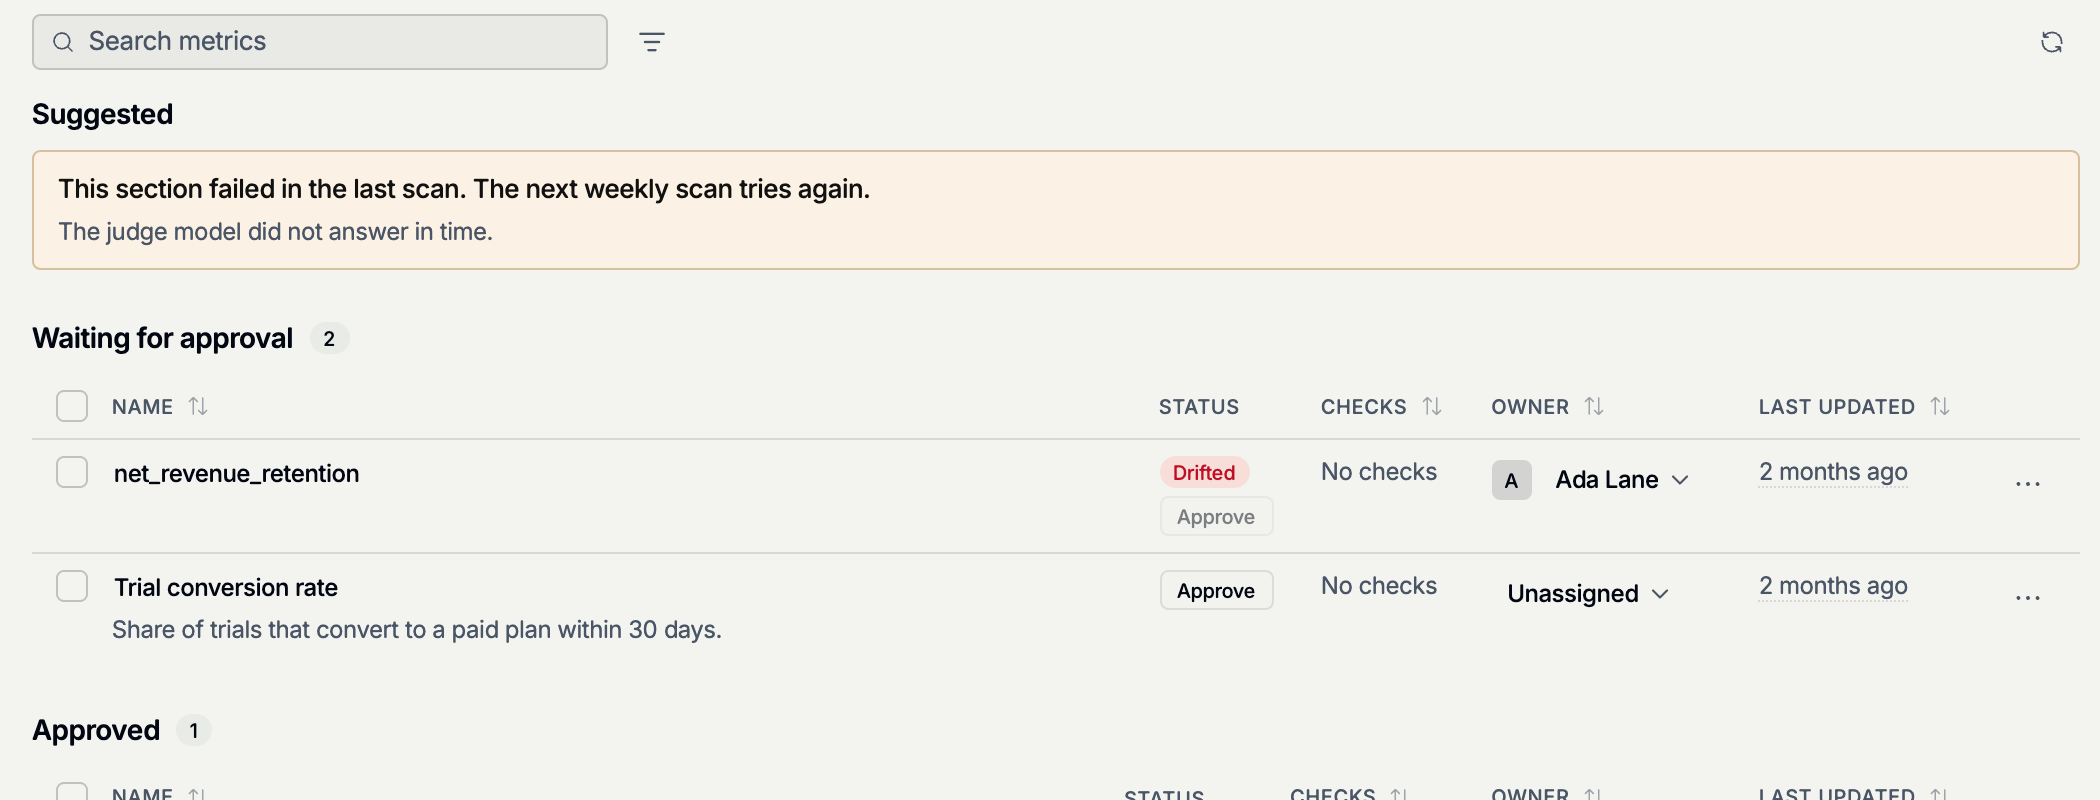 Search metrics
Suggested
This section failed in the last scan. The next weekly scan tries again.
The judge model did not answer in time.
Waiting for approval 2
NAME STATUS CHECKS OWNER LAST UPDATED
net_revenue_retention Drifted No checks A Ada Lane 2 months ago ...
Approve
Trial conversion rate Approve No checks Unassigned 2 months ago ...
Share of trials that convert to a paid plan within 30 days.
Approved 1
NAME STATUS CHECKS OWNER LAST UPDATED